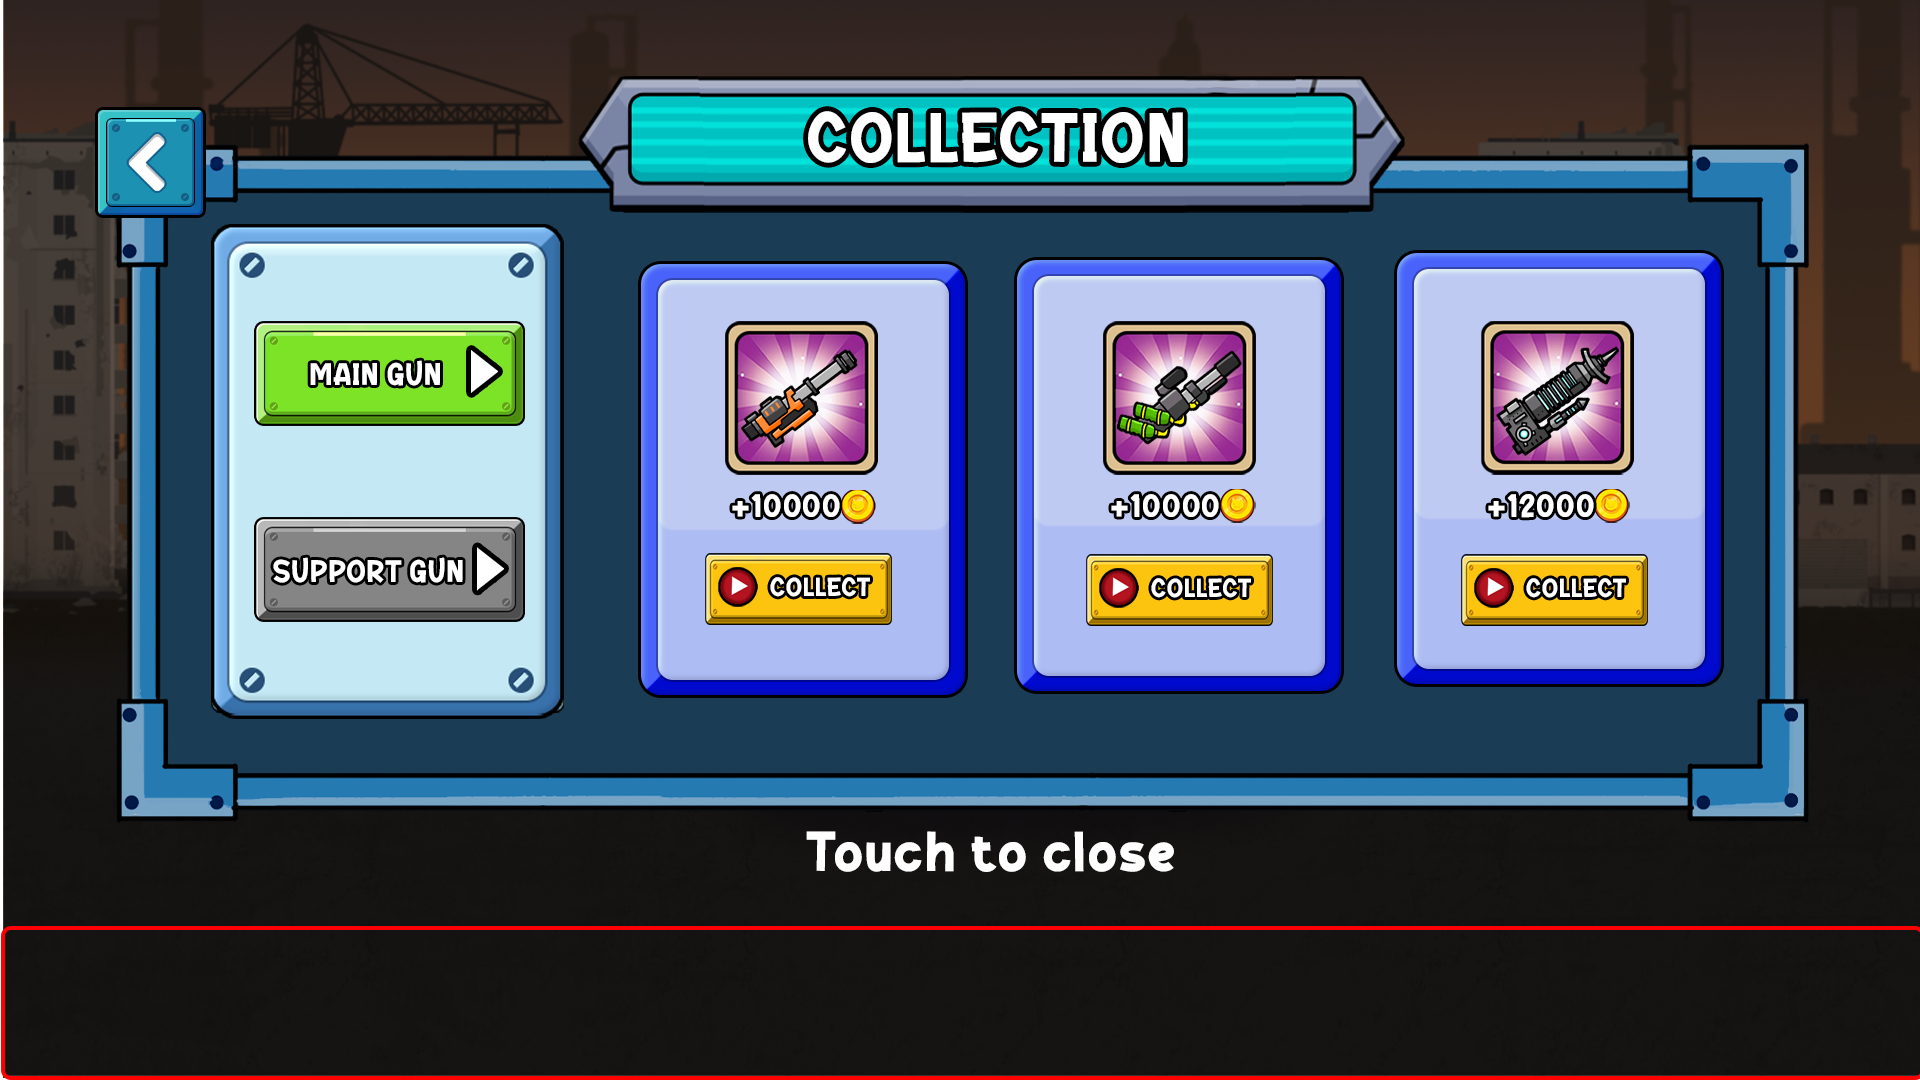 COLLECTION
MAIN GUN
SUPPORT GUN
+10000
COLLECT
+10000
COLLECT
+12000
COLLECT
Touch to close